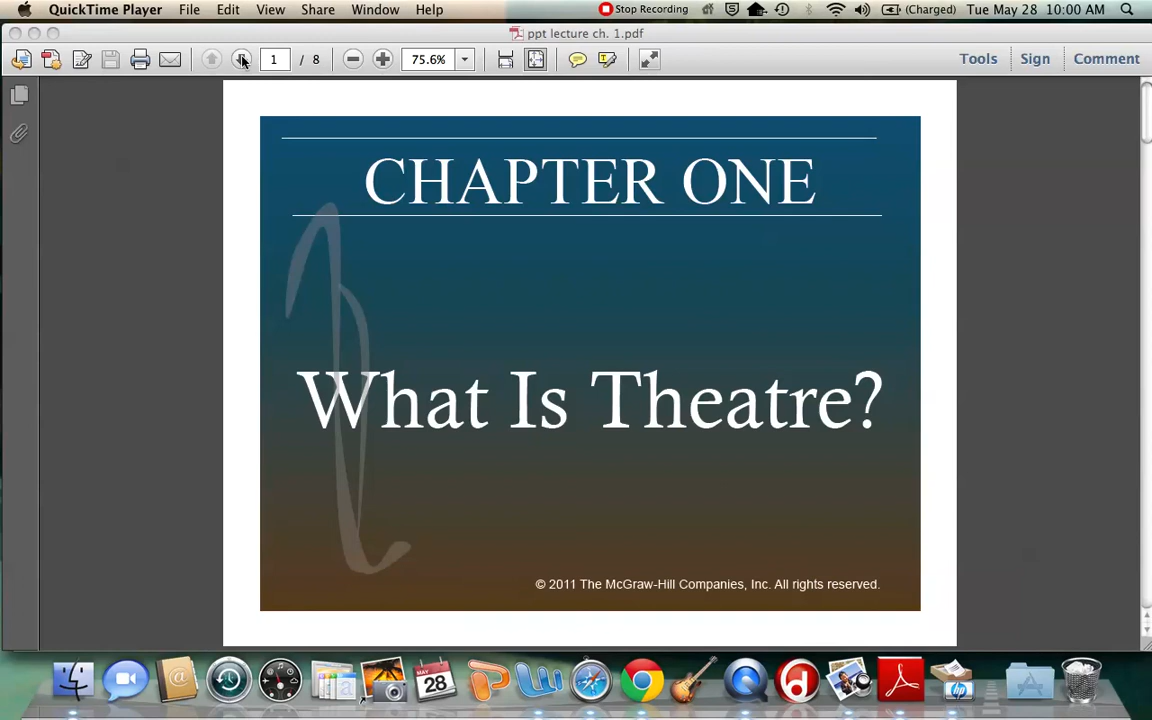 QuickTime Player File Edit View Share Window Help Stop Recording (Charged) Tue May 28 10:00 AM
ppt lecture ch. 1.pdf
1 / 8 75.6% Tools Sign Comment
CHAPTER ONE
What Is Theatre?
© 2011 The McGraw-Hill Companies, Inc. All rights reserved.
MAY
28